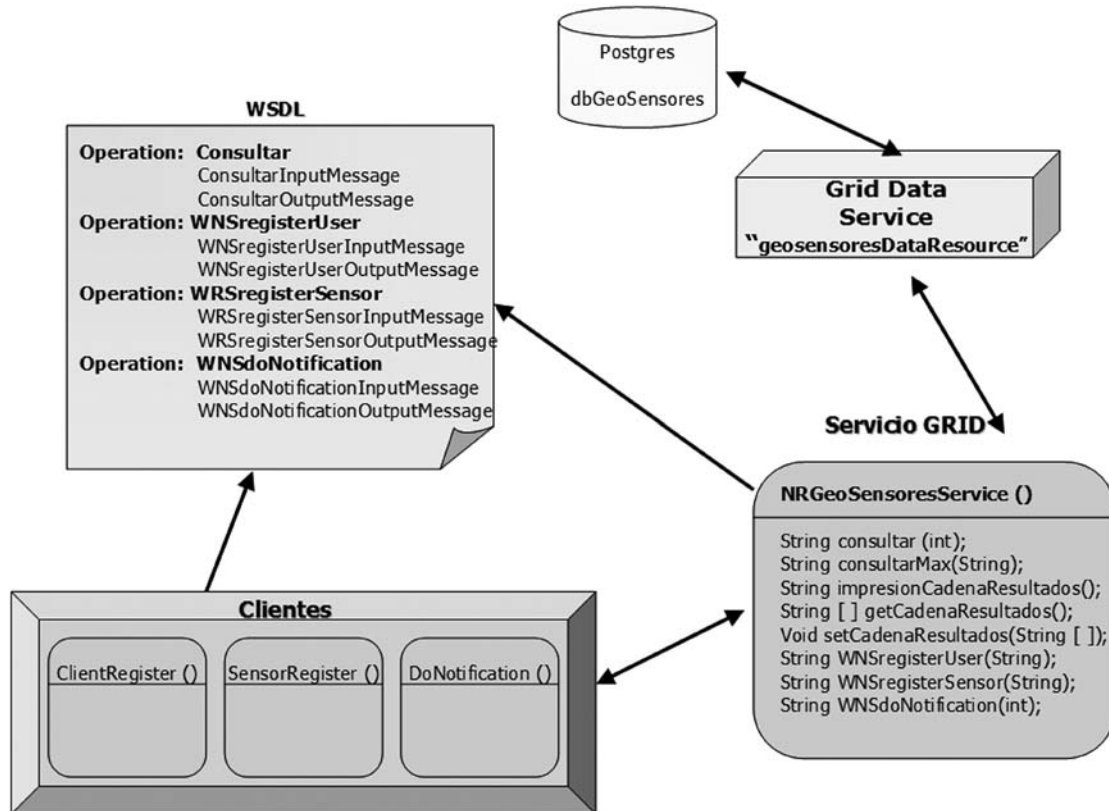 Postgres
dbGeoSensores
WSDL
Operation: Consultar
ConsultarInputMessage
ConsultarOutputMessage
Operation: WNSregisterUser
WNSregisterUserInputMessage
WNSregisterUserOutputMessage
Operation: WRSregisterSensor
WRSregisterSensorInputMessage
WRSregisterSensorOutputMessage
Operation: WNSdoNotification
WNSdoNotificationInputMessage
WNSdoNotificationOutputMessage
Grid Data
Service
“geosensoresDataResource”
Servicio GRID
NRGeoSensoresService ()
String consultar (int);
String consultarMax(String);
String impresionCadenaResultados();
String [ ] getCadenaResultados();
Void setCadenaResultados(String [ ]);
String WNSregisterUser(String);
String WNSregisterSensor(String);
String WNSdoNotification(int);
Clientes
ClientRegister ()
SensorRegister ()
DoNotification ()